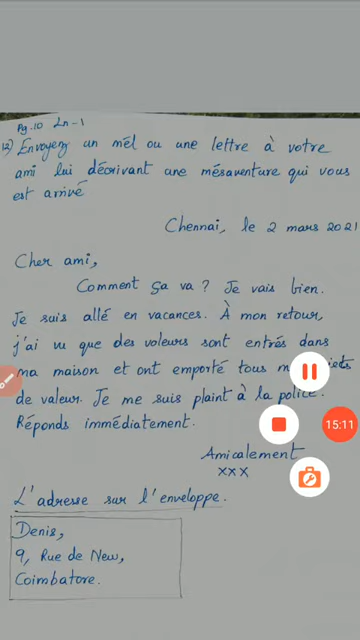 Pg.10 Ln-1
12) Envoyez un mél ou une lettre à votre
ami lui décrivant une mésaventure qui vous
est arrivé
Chennai, le 2 mars 2021
Cher ami,
Comment ça va ? Je vais bien.
Je suis allé en vacances. À mon retour,
j'ai vu que des voleurs sont entrés dans
ma maison et ont emporté tous
de valeur. Je me suis plaint à la police.
Réponds immédiatement.
15:11
Amicalement
xxx
L'adresse sur l'enveloppe.
Denis,
9, Rue de New,
Coimbatore.